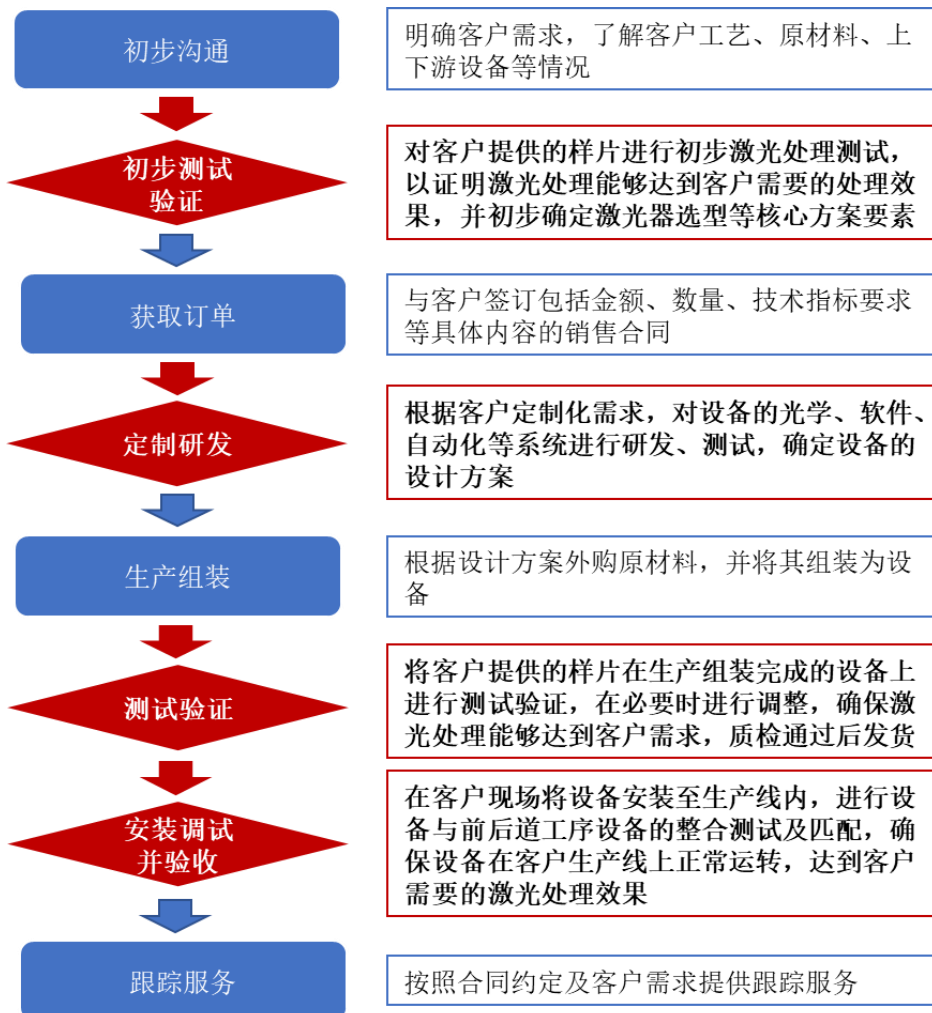 初步沟通
明确客户需求，了解客户工艺、原材料、上
下游设备等情况
初步测试
验证
对客户提供的样片进行初步激光处理测试，
以证明激光处理能够达到客户需要的处理效
果，并初步确定激光器选型等核心方案要素
获取订单
与客户签订包括金额、数量、技术指标要求
等具体内容的销售合同
定制研发
根据客户定制化需求，对设备的光学、软件、
自动化等系统进行研发、测试，确定设备的
设计方案
生产组装
根据设计方案外购原材料，并将其组装为设
备
测试验证
将客户提供的样片在生产组装完成的设备上
进行测试验证，在必要时进行调整，确保激
光处理能够达到客户需求，质检通过后发货
安装调试
并验收
在客户现场将设备安装至生产线内，进行设
备与前后道工序设备的整合测试及匹配，确
保设备在客户生产线上正常运转，达到客户
需要的激光处理效果
跟踪服务
按照合同约定及客户需求提供跟踪服务